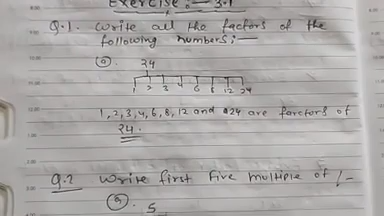 Exercise :- 3.1
Q.1. Write all the factors of the
following numbers :-
(a) 24
1 2 3 4 6 8 12 24
1, 2, 3, 4, 6, 8, 12 and 24 are farctors of
24.
Q.2 Write first five multiple of :-
(a). 5